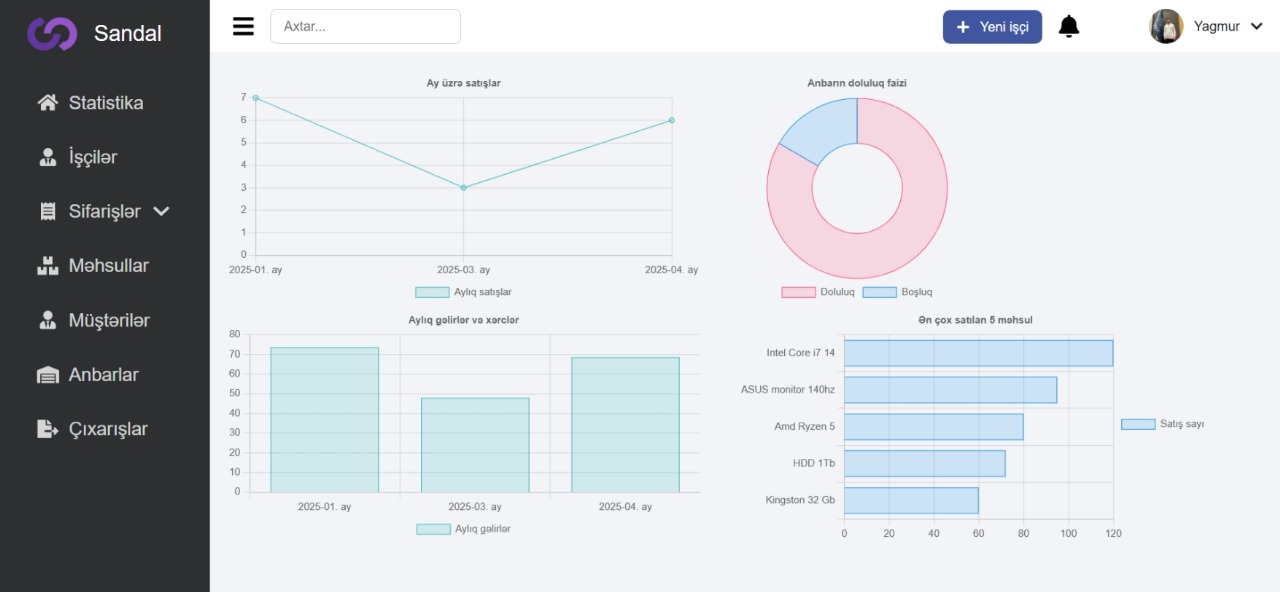 Sandal
Axtar...
Yeni işçi
Yagmur
Statistika
İşçilər
Sifarişlər
Məhsullar
Müştərilər
Anbarlar
Çıxarışlar
Ay üzrə satışlar
7
6
5
4
3
2
1
0
2025-01. ay 2025-03. ay 2025-04. ay
Aylıq satışlar
Anbarın doluluq faizi
Doluluq Boşluq
Aylıq gəlirlər və xərclər
80
70
60
50
40
30
20
10
0
2025-01. ay 2025-03. ay 2025-04. ay
Aylıq gəlirlər
Ən çox satılan 5 məhsul
Intel Core i7 14
ASUS monitor 140hz
Amd Ryzen 5
HDD 1Tb
Kingston 32 Gb
0 20 40 60 80 100 120
Satış sayı